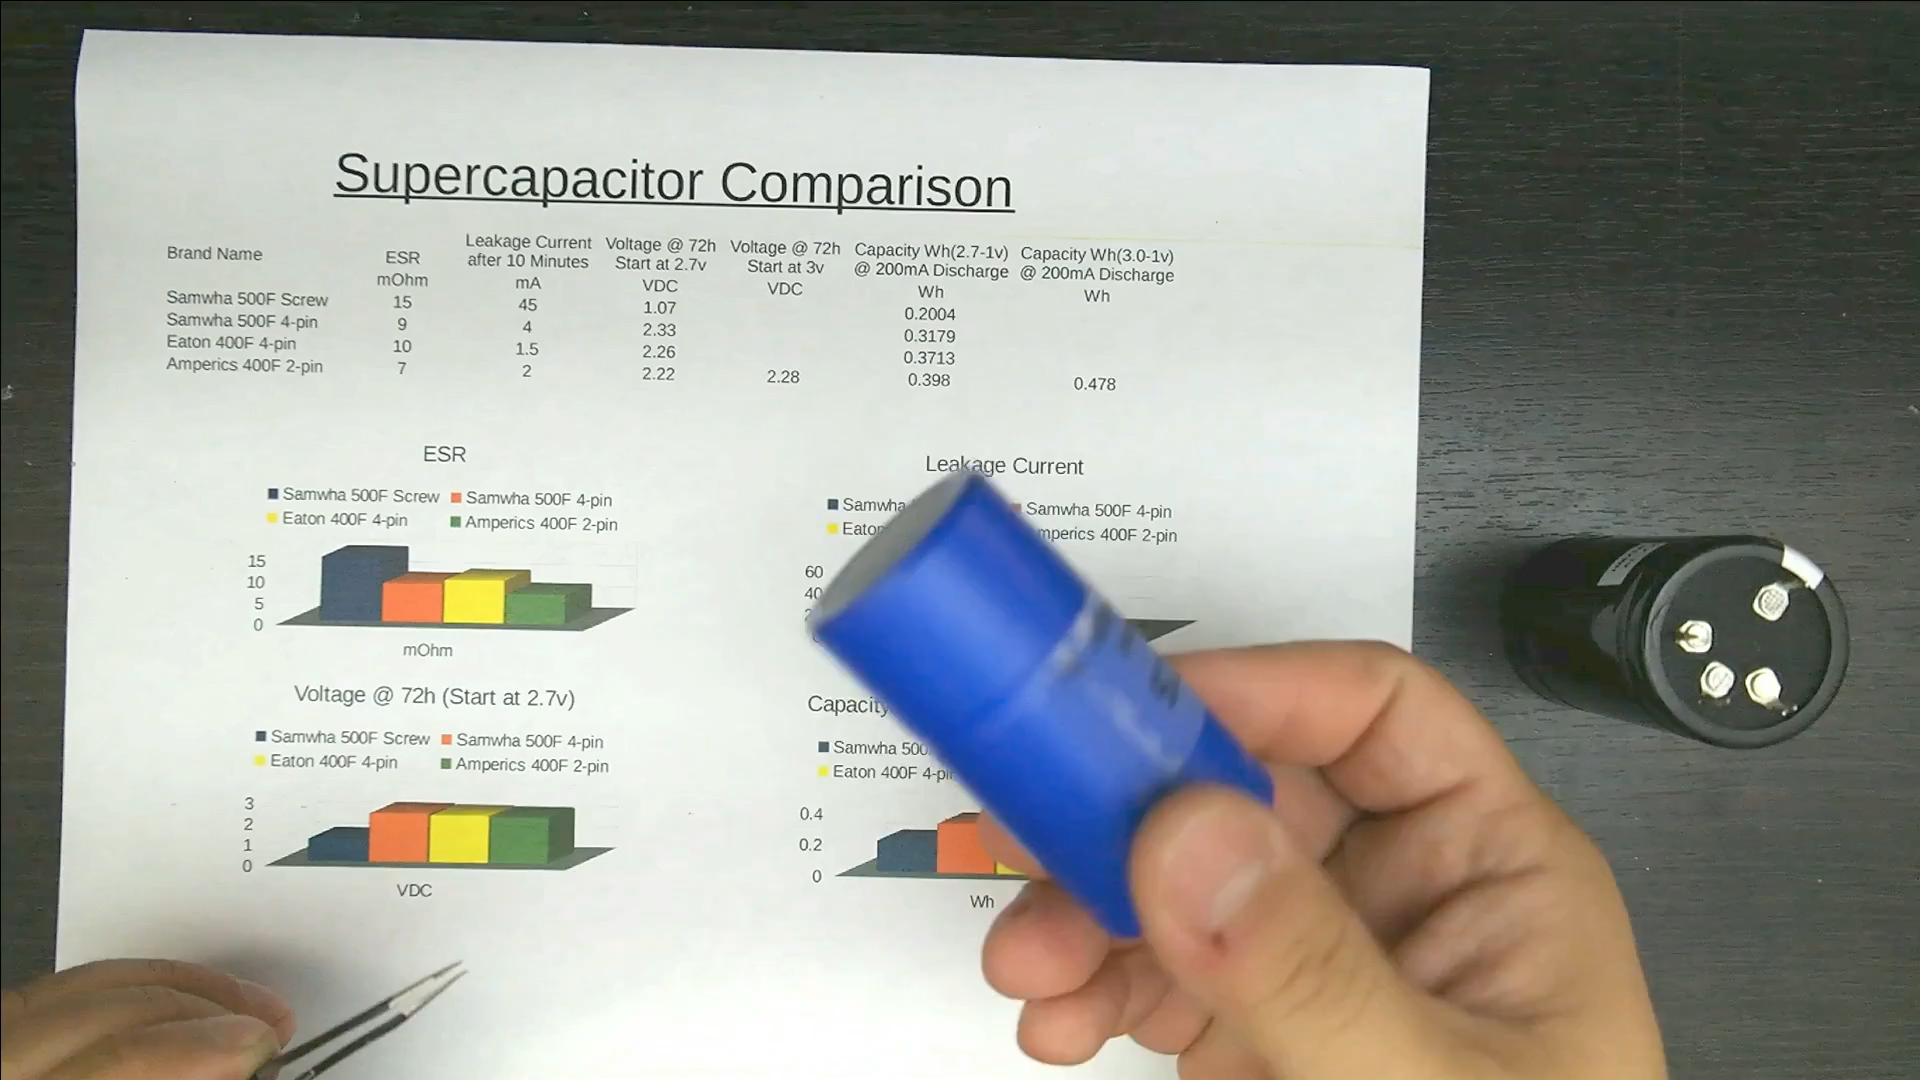 Supercapacitor Comparison
Brand Name ESR Leakage Current Voltage @ 72h Voltage @ 72h Capacity Wh(2.7-1v) Capacity Wh(3.0-1v)
after 10 Minutes Start at 2.7v Start at 3v @ 200mA Discharge @ 200mA Discharge
mOhm mA VDC VDC Wh Wh
Samwha 500F Screw 15 45 1.07 0.2004
Samwha 500F 4-pin 9 4 2.33 0.3179
Eaton 400F 4-pin 10 1.5 2.26 0.3713
Amperics 400F 2-pin 7 2 2.22 2.28 0.398 0.478
ESR
Samwha 500F Screw Samwha 500F 4-pin
Eaton 400F 4-pin Amperics 400F 2-pin
15
10
5
0
mOhm
Leakage Current
Samwha Samwha 500F 4-pin
Eaton mperics 400F 2-pin
60
40
Voltage @ 72h (Start at 2.7v)
Samwha 500F Screw Samwha 500F 4-pin
Eaton 400F 4-pin Amperics 400F 2-pin
3
2
1
0
VDC
Capacity
Samwha 500
Eaton 400F 4-pin
0.4
0.2
0
Wh